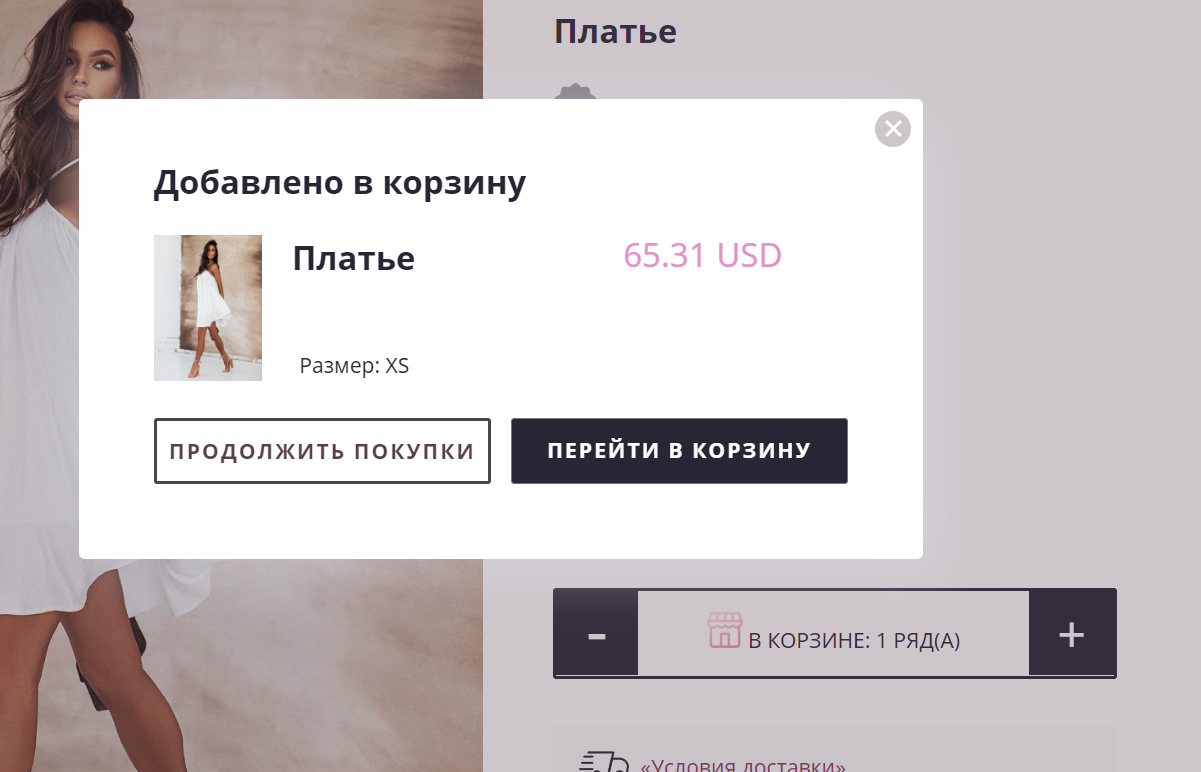 Платье
Добавлено в корзину
Платье
65.31 USD
Размер: XS
ПРОДОЛЖИТЬ ПОКУПКИ
ПЕРЕЙТИ В КОРЗИНУ
-
В КОРЗИНЕ: 1 РЯД(А)
+
«Условия доставки»